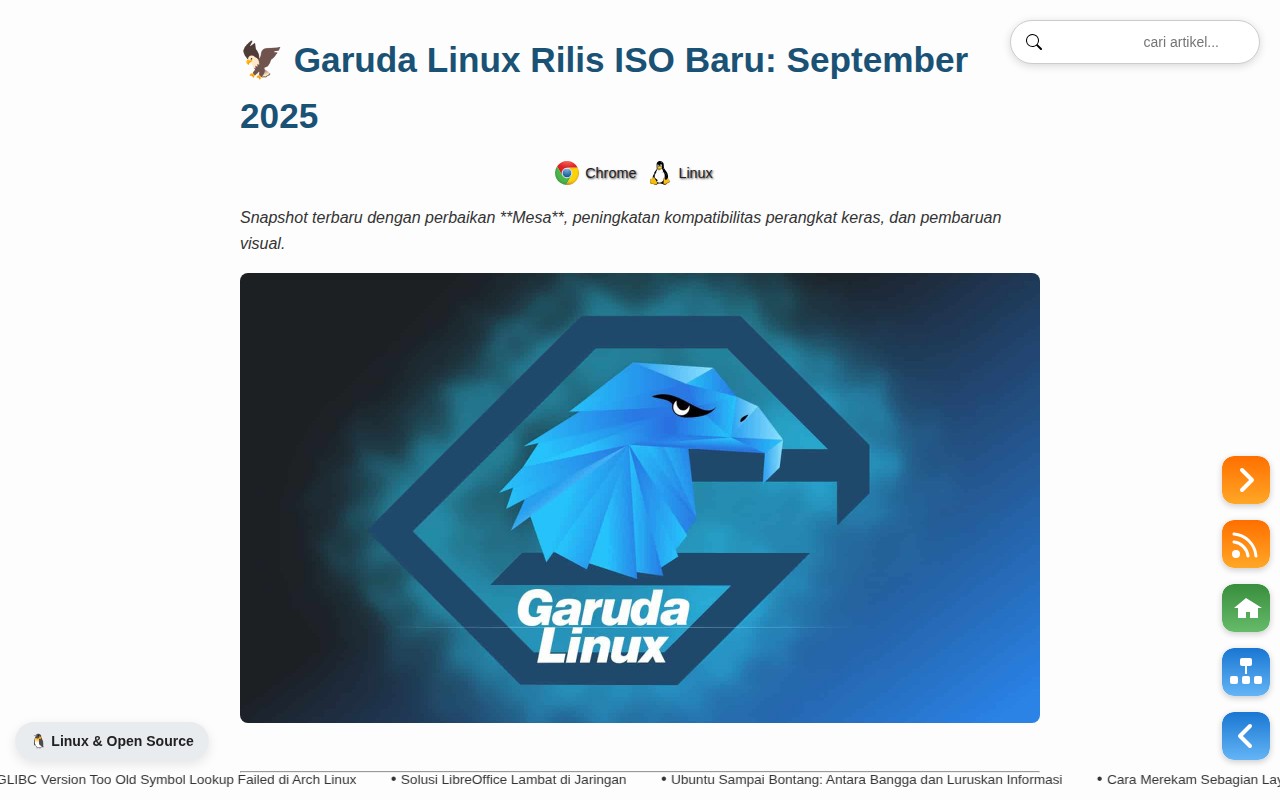 🦅 Garuda Linux Rilis ISO Baru: September
2025
cari artikel...
Chrome Linux
Snapshot terbaru dengan perbaikan **Mesa**, peningkatan kompatibilitas perangkat keras, dan pembaruan
visual.
Garuda
Linux
🐧 Linux & Open Source
GLIBC Version Too Old Symbol Lookup Failed di Arch Linux • Solusi LibreOffice Lambat di Jaringan • Ubuntu Sampai Bontang: Antara Bangga dan Luruskan Informasi • Cara Merekam Sebagian